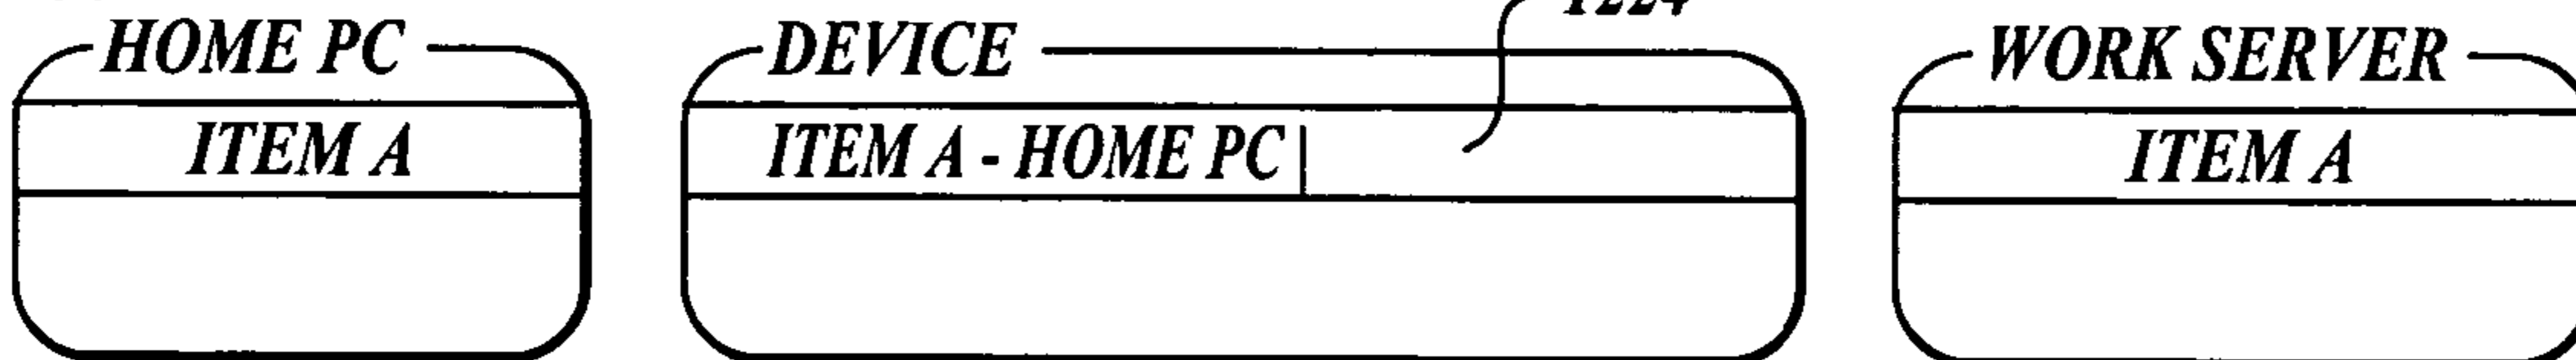 HOME PC
DEVICE
WORK SERVER
ITEM A
ITEM A - HOME PC
ITEM A